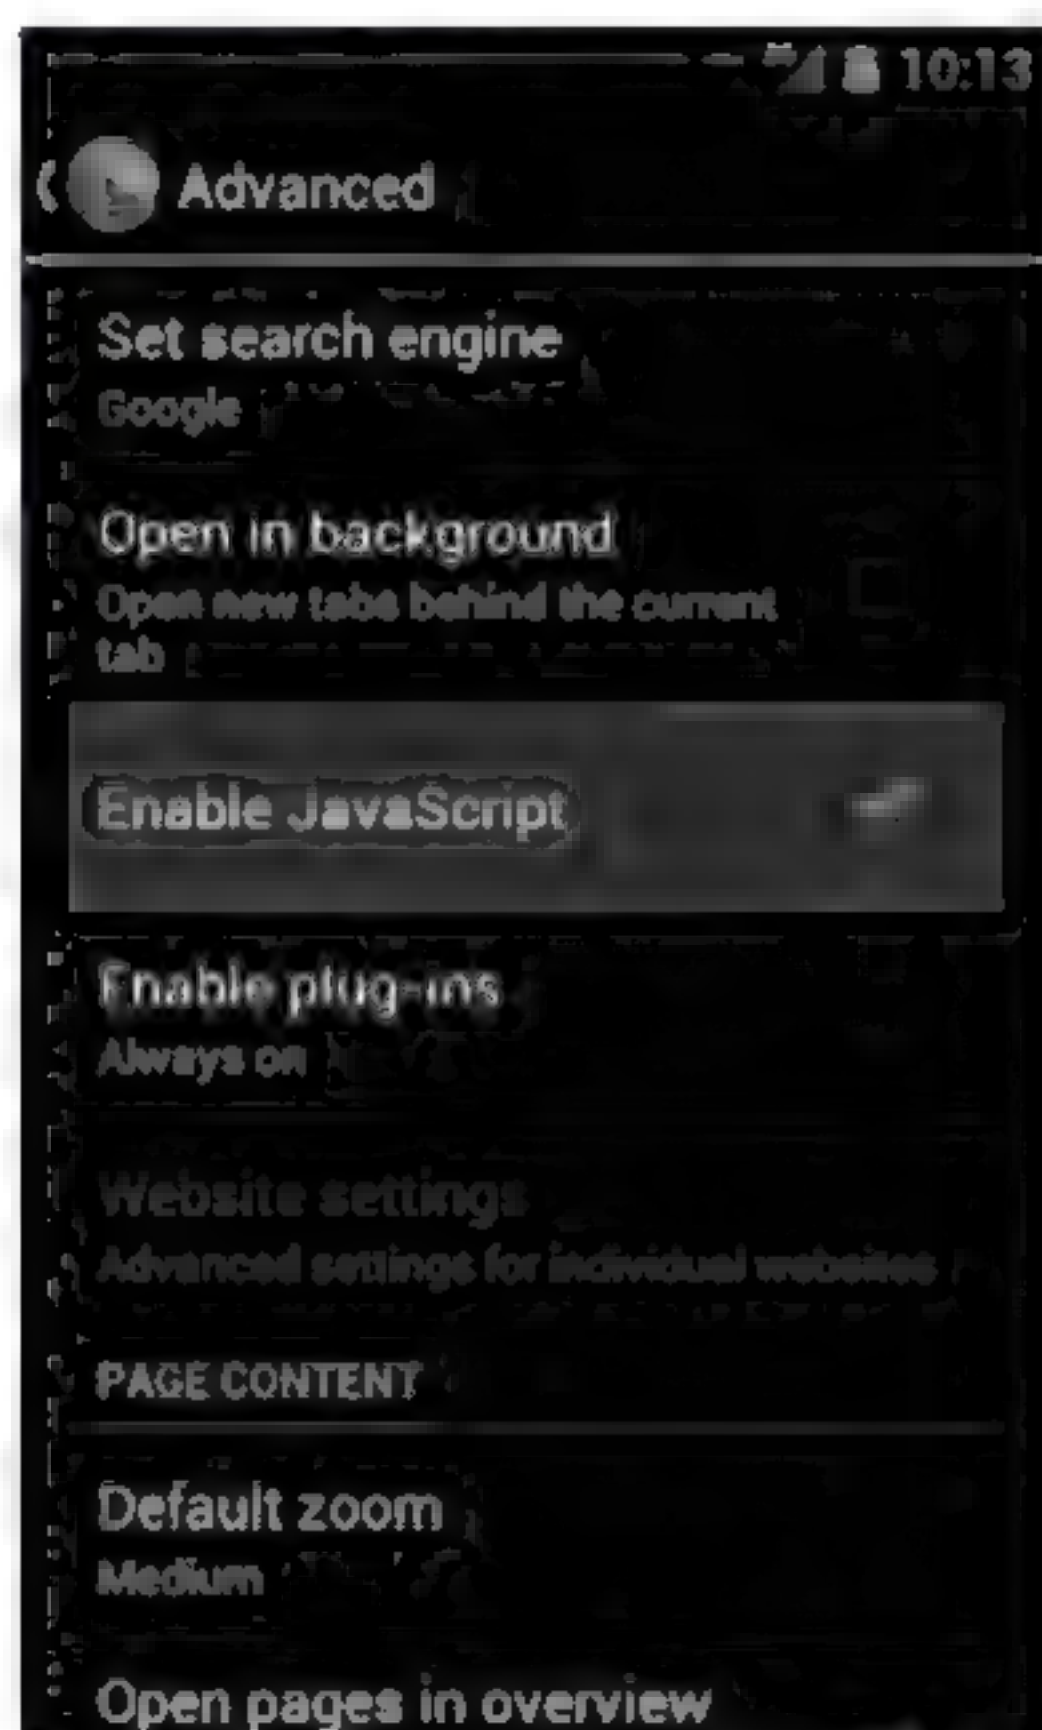 10:13
Advanced
Set search engine
Google
Open in background
Open new tabs behind the current
tab
Enable JavaScript
Enable plug-ins
Always on
Website settings
Advanced settings for individual websites
PAGE CONTENT
Default zoom
Medium
Open pages in overview